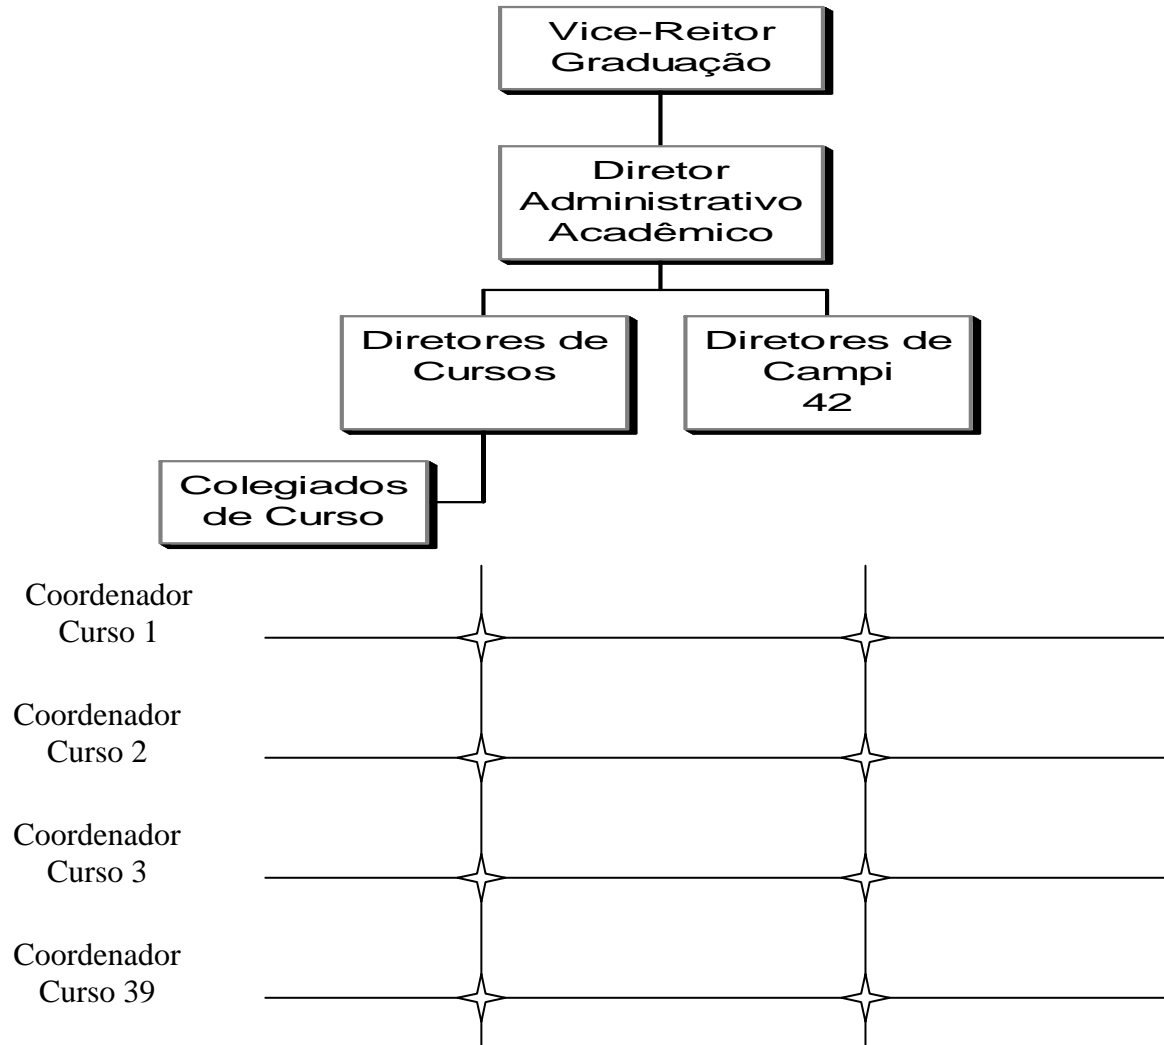 Vice-Reitor
Graduação
Diretor
Administrativo
Acadêmico
Diretores de
Cursos
Diretores de
Campi
42
Colegiados
de Curso
Coordenador
Curso 1
Coordenador
Curso 2
Coordenador
Curso 3
Coordenador
Curso 39